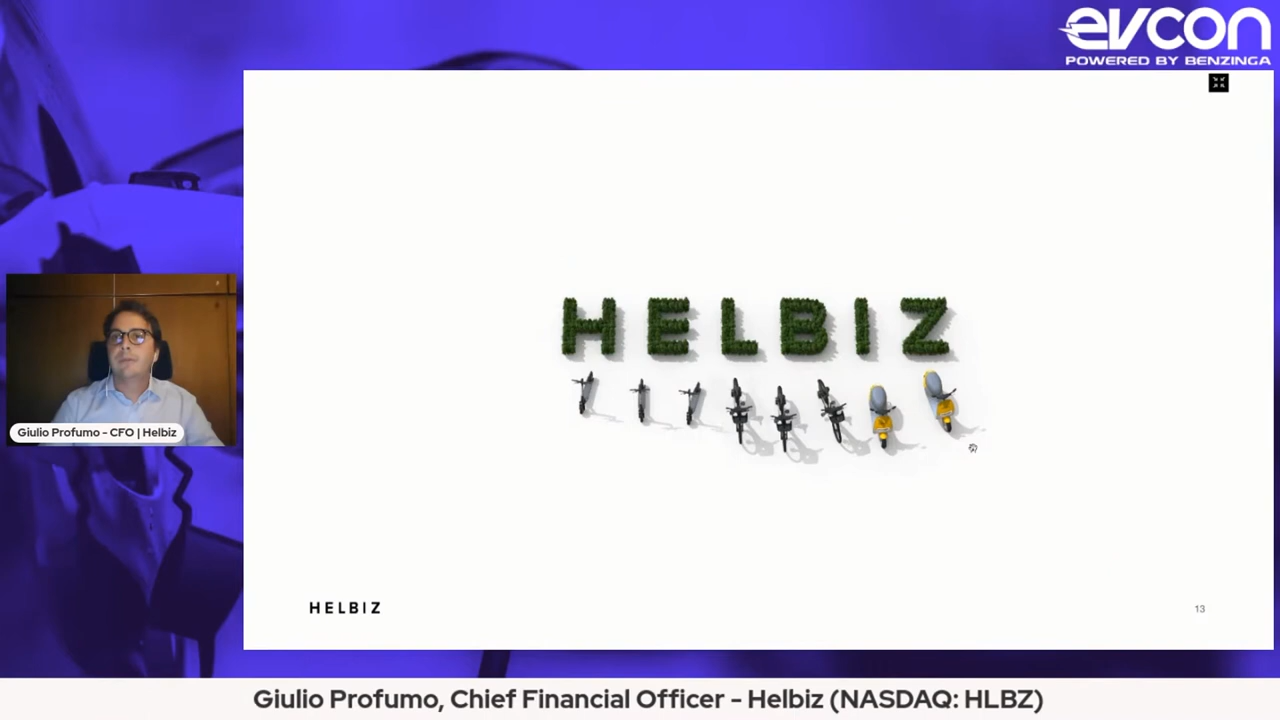 evcon
POWERED BY BENZINGA
HELBIZ
Giulio Profumo - CFO | Helbiz
HELBIZ
13
Giulio Profumo, Chief Financial Officer - Helbiz (NASDAQ: HLBZ)